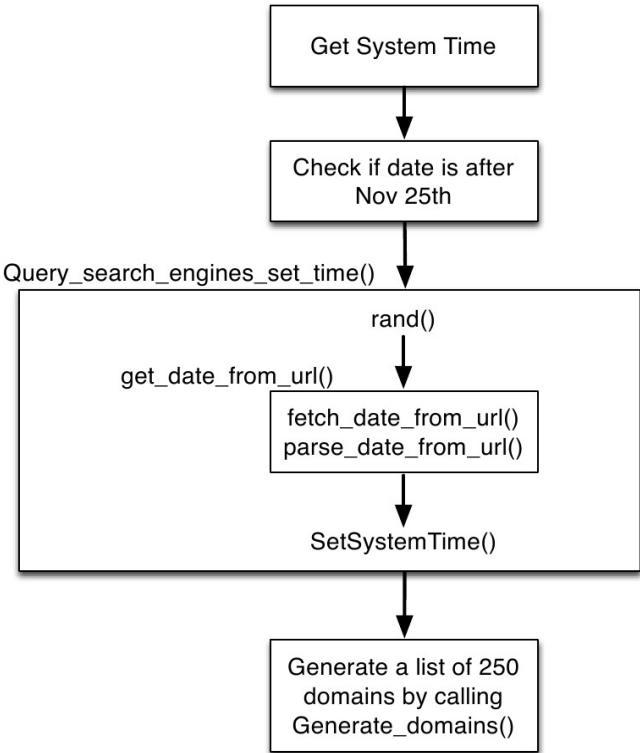 Get System Time
Check if date is after
Nov 25th
Query_search_engines_set_time()
rand()
get_date_from_url()
fetch_date_from_url()
parse_date_from_url()
SetSystemTime()
Generate a list of 250
domains by calling
Generate_domains()